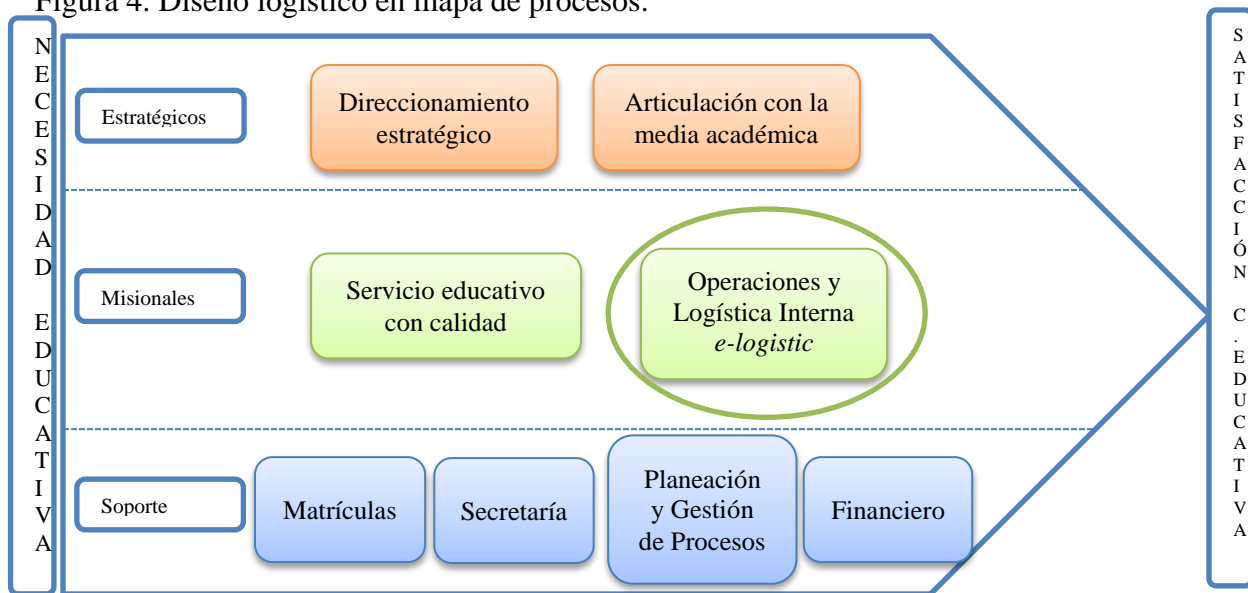 Figura 4. Diseño logístico en mapa de procesos.
NECESIDAD EDUCATIVA
Estratégicos
Direccionamiento
estratégico
Articulación con la
media académica
Misionales
Servicio educativo
con calidad
Operaciones y
Logística Interna
e-logistic
Soporte
Matrículas
Secretaría
Planeación
y Gestión
de Procesos
Financiero
SATISFACCIÓN C.EDUCATIVA